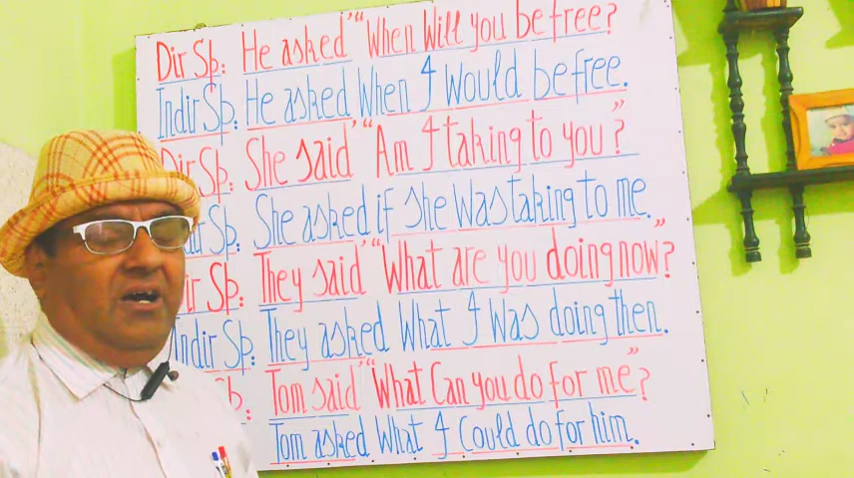 Dir Sp: He asked "When Will you be free?
Indir Sp: He asked When I would be free.
Dir Sp: She said "Am I taking to you"?
Sp: She asked if she Was taking to me.
Sp: They said "What are you doing now"?
Indir Sp: They asked What I Was doing then.
Tom said "What Can you do for me"?
Tom asked What I Could do for him.